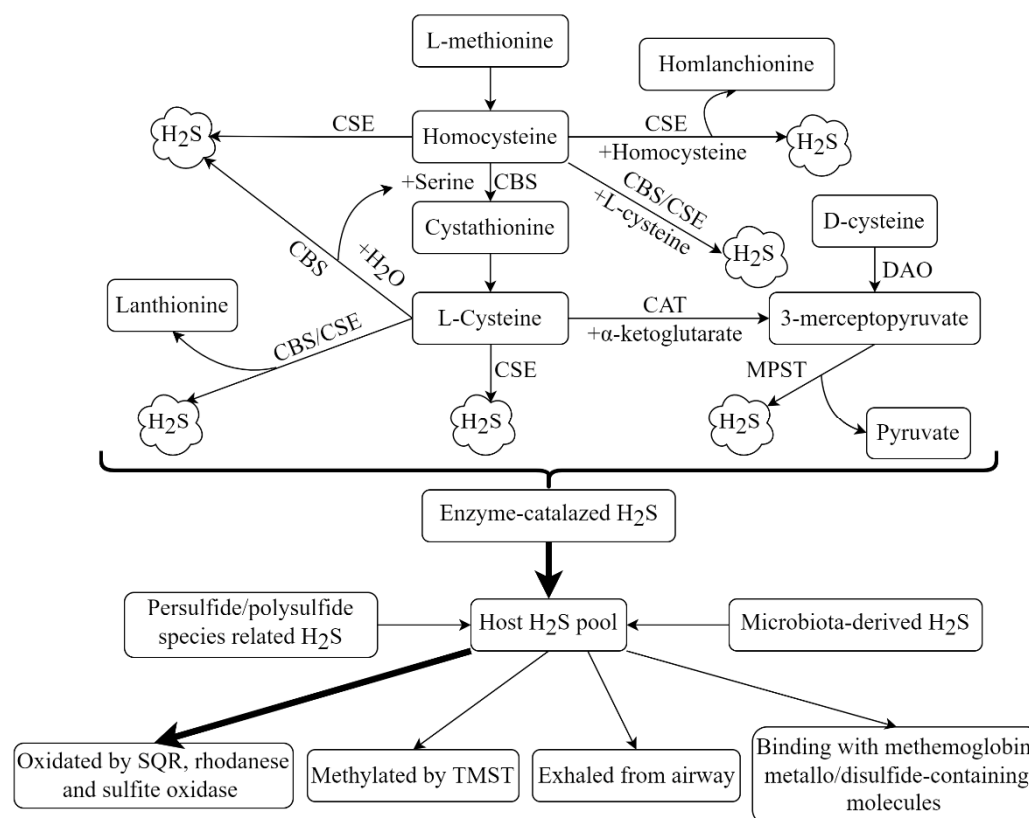 L-methionine
Homlanchionine
H2S
CSE
Homocysteine
CSE
+Homocysteine
H2S
+Serine
CBS
CBS/CSE
+L-cysteine
D-cysteine
Cystathionine
H2S
CBS
+H2O
DAO
Lanthionine
CBS/CSE
L-Cysteine
CAT
+α-ketoglutarate
3-merceptopyruvate
CSE
MPST
H2S
H2S
H2S
Pyruvate
Enzyme-catalazed H2S
Persulfide/polysulfide
species related H2S
Host H2S pool
Microbiota-derived H2S
Oxidated by SQR, rhodanese
and sulfite oxidase
Methylated by TMST
Exhaled from airway
Binding with methemoglobin
metallo/disulfide-containing
molecules